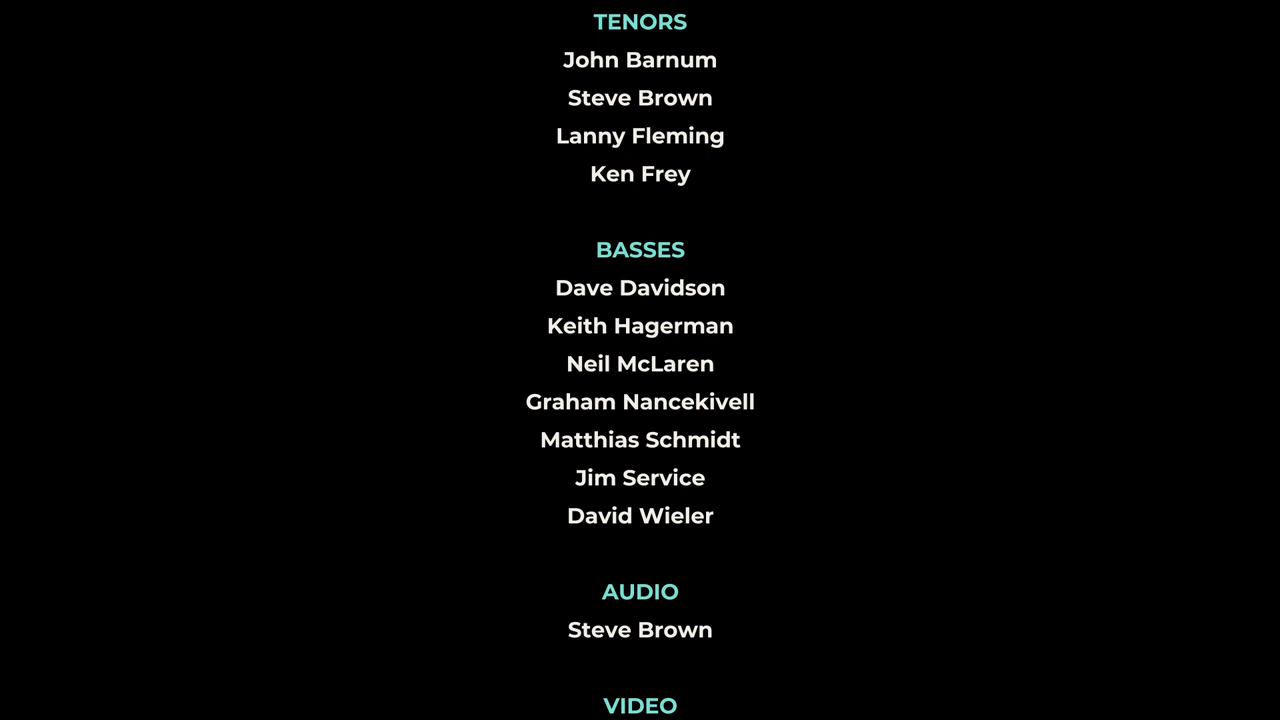 TENORS
John Barnum
Steve Brown
Lanny Fleming
Ken Frey
BASSES
Dave Davidson
Keith Hagerman
Neil McLaren
Graham Nancekivell
Matthias Schmidt
Jim Service
David Wieler
AUDIO
Steve Brown
VIDEO